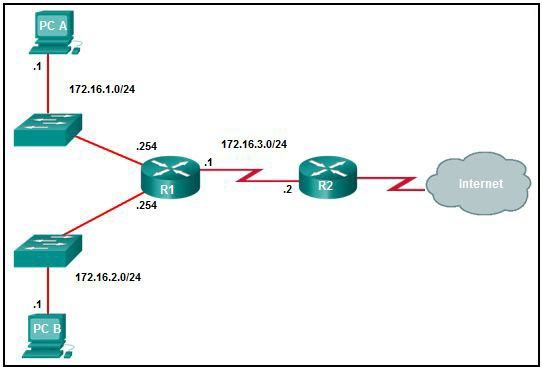 PC A
.1
172.16.1.0/24
.254
172.16.3.0/24
.1
R1
.2
R2
Internet
.254
172.16.2.0/24
.1
PC B